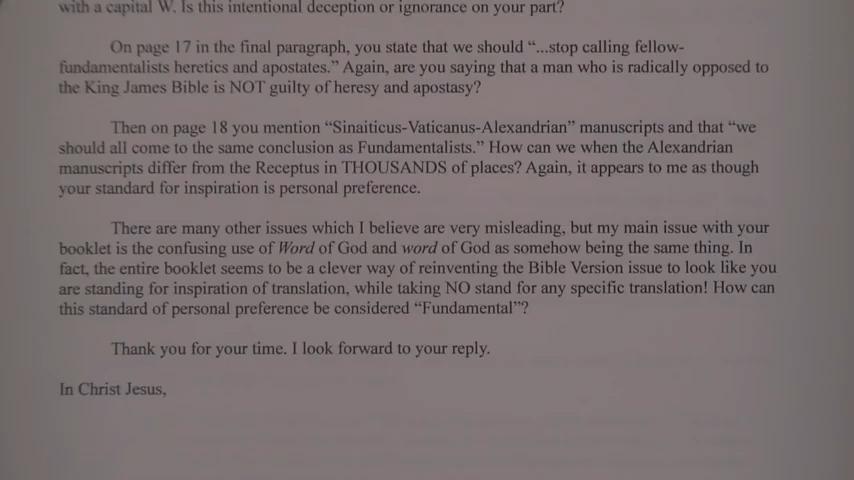 with a capital W. Is this intentional deception or ignorance on your part?
On page 17 in the final paragraph, you state that we should “...stop calling fellow-
fundamentalists heretics and apostates.” Again, are you saying that a man who is radically opposed to
the King James Bible is NOT guilty of heresy and apostasy?
Then on page 18 you mention “Sinaiticus-Vaticanus-Alexandrian” manuscripts and that “we
should all come to the same conclusion as Fundamentalists.” How can we when the Alexandrian
manuscripts differ from the Receptus in THOUSANDS of places? Again, it appears to me as though
your standard for inspiration is personal preference.
There are many other issues which I believe are very misleading, but my main issue with your
booklet is the confusing use of Word of God and word of God as somehow being the same thing. In
fact, the entire booklet seems to be a clever way of reinventing the Bible Version issue to look like you
are standing for inspiration of translation, while taking NO stand for any specific translation! How can
this standard of personal preference be considered “Fundamental”?
Thank you for your time. I look forward to your reply.
In Christ Jesus,